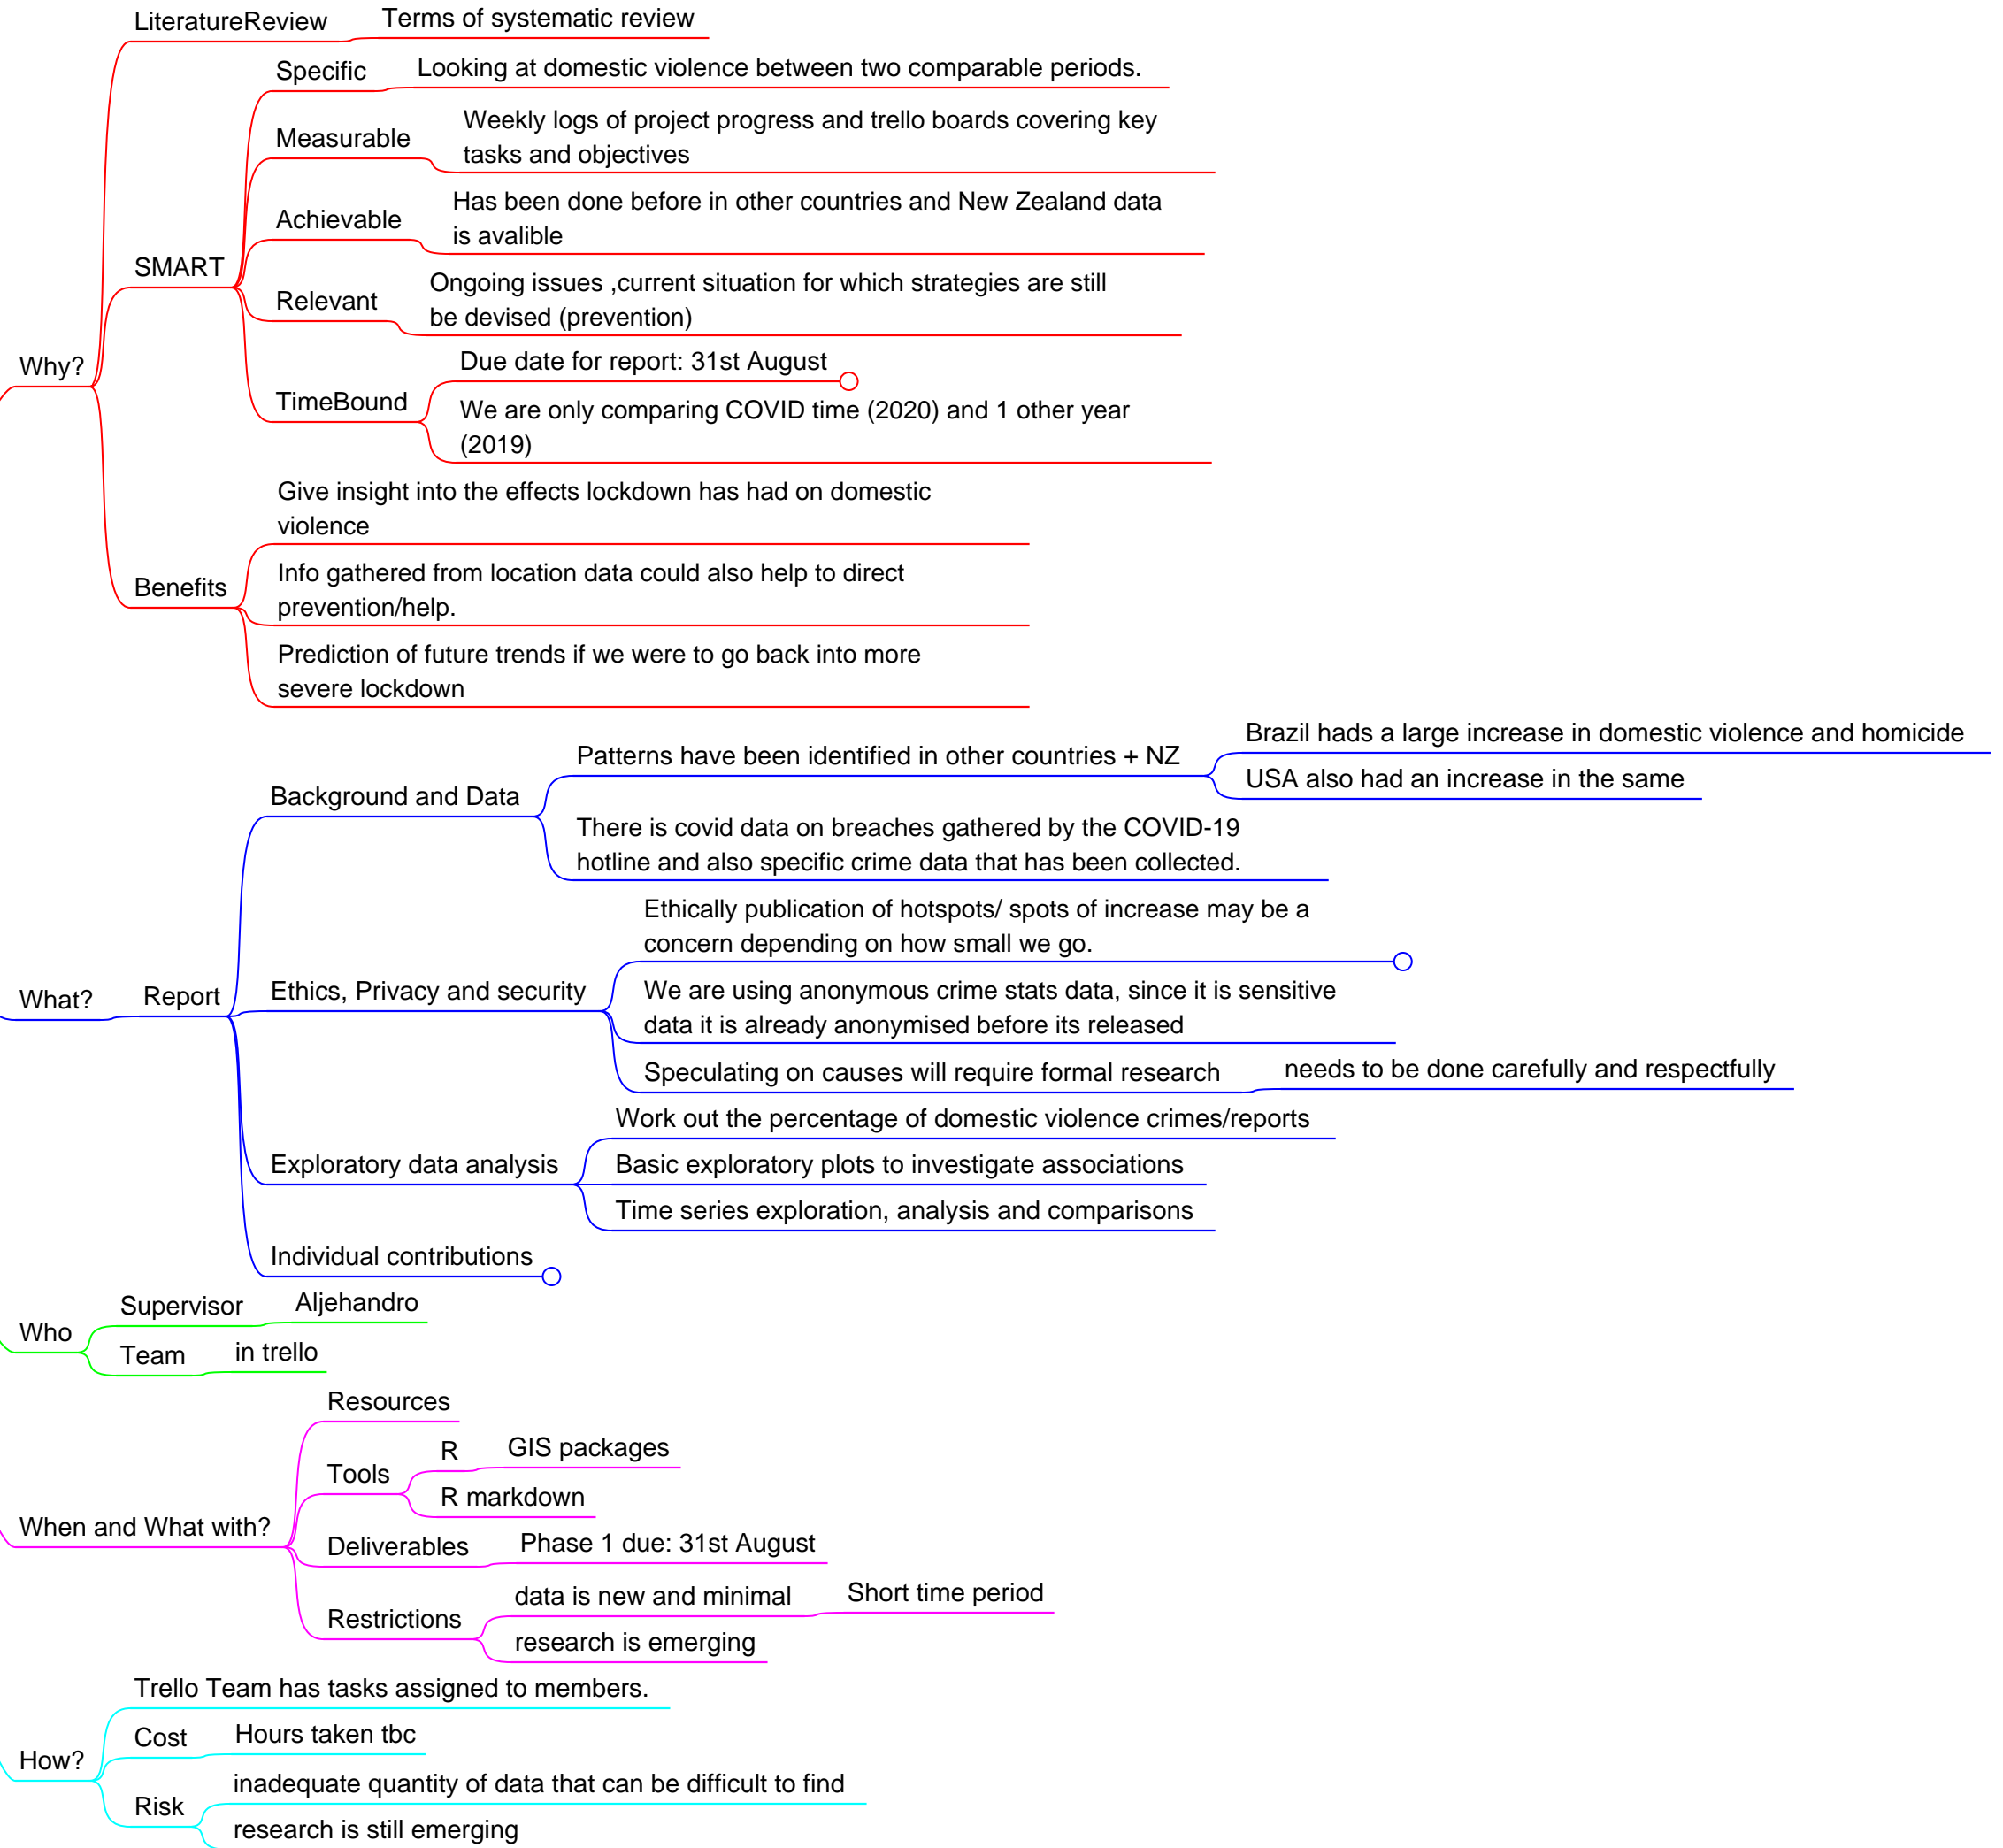 LiteratureReview
Terms of systematic review
Specific
Looking at domestic violence between two comparable periods.
Measurable
Weekly logs of project progress and trello boards covering key
tasks and objectives
Achievable
Has been done before in other countries and New Zealand data
is avalible
SMART
Relevant
Ongoing issues ,current situation for which strategies are still
be devised (prevention)
Why?
TimeBound
Due date for report: 31st August
We are only comparing COVID time (2020) and 1 other year
(2019)
Benefits
Give insight into the effects lockdown has had on domestic
violence
Info gathered from location data could also help to direct
prevention/help.
Prediction of future trends if we were to go back into more
severe lockdown
What?
Report
Background and Data
Patterns have been identified in other countries + NZ
Brazil hads a large increase in domestic violence and homicide
USA also had an increase in the same
There is covid data on breaches gathered by the COVID-19
hotline and also specific crime data that has been collected.
Ethics, Privacy and security
Ethically publication of hotspots/ spots of increase may be a
concern depending on how small we go.
We are using anonymous crime stats data, since it is sensitive
data it is already anonymised before its released
Speculating on causes will require formal research
needs to be done carefully and respectfully
Exploratory data analysis
Work out the percentage of domestic violence crimes/reports
Basic exploratory plots to investigate associations
Time series exploration, analysis and comparisons
Individual contributions
Who
Supervisor
Aljehandro
Team
in trello
When and What with?
Resources
Tools
R
GIS packages
R markdown
Deliverables
Phase 1 due: 31st August
Restrictions
data is new and minimal
Short time period
research is emerging
How?
Trello Team has tasks assigned to members.
Cost
Hours taken tbc
Risk
inadequate quantity of data that can be difficult to find
research is still emerging